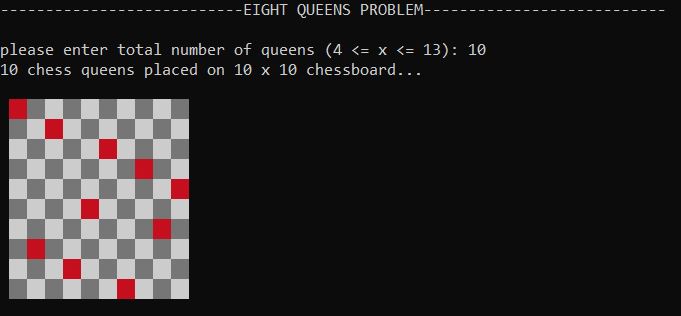 ---------------------------EIGHT QUEENS PROBLEM---------------------------
please enter total number of queens (4 <= x <= 13): 10
10 chess queens placed on 10 x 10 chessboard...